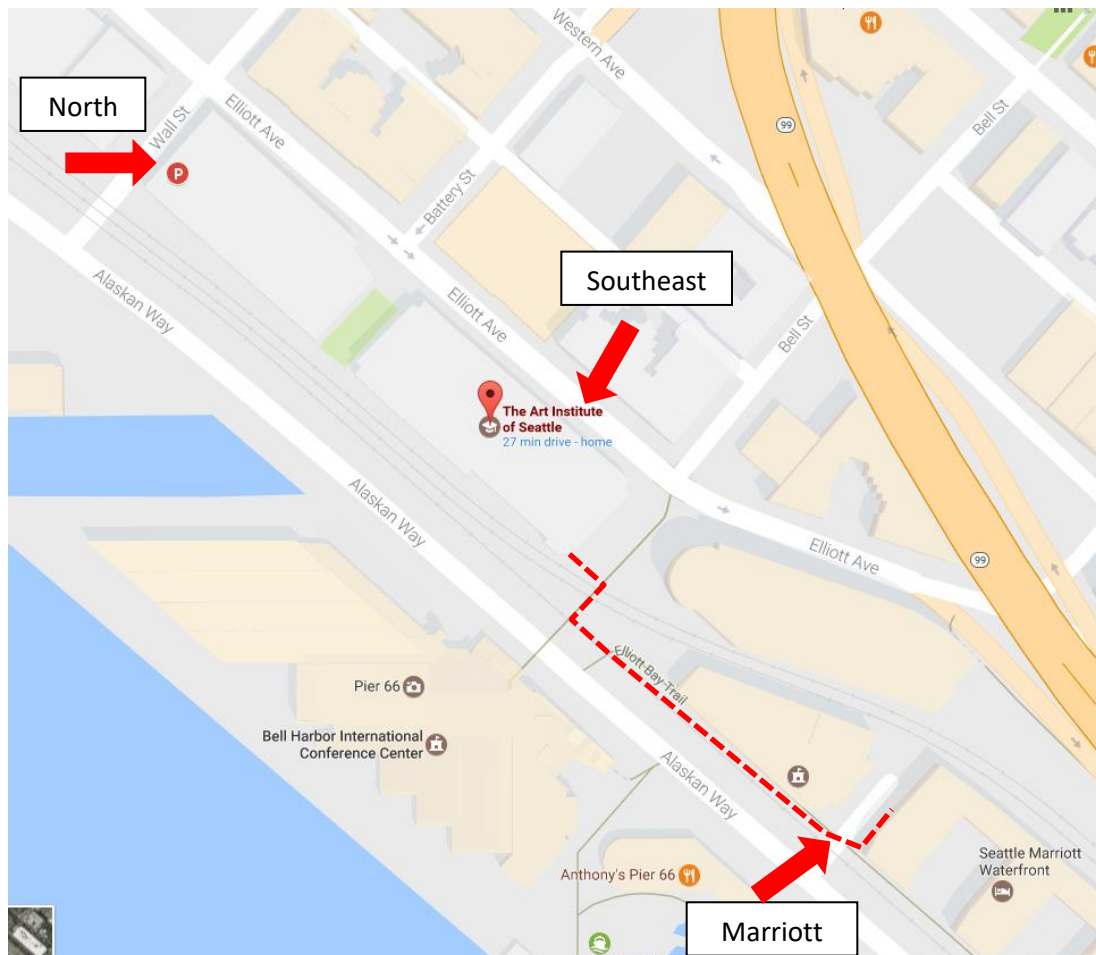 Western Ave
99
Bell St
North
Wall St
Elliott Ave
P
Battery St
Southeast
Alaskan Way
Elliott Ave
Bell St
The Art Institute
of Seattle
27 min drive - home
Alaskan Way
Elliott Ave
99
Elliott Bay Trail
Pier 66
Bell Harbor International
Conference Center
Alaskan Way
Anthony's Pier 66
Seattle Marriott
Waterfront
Marriott